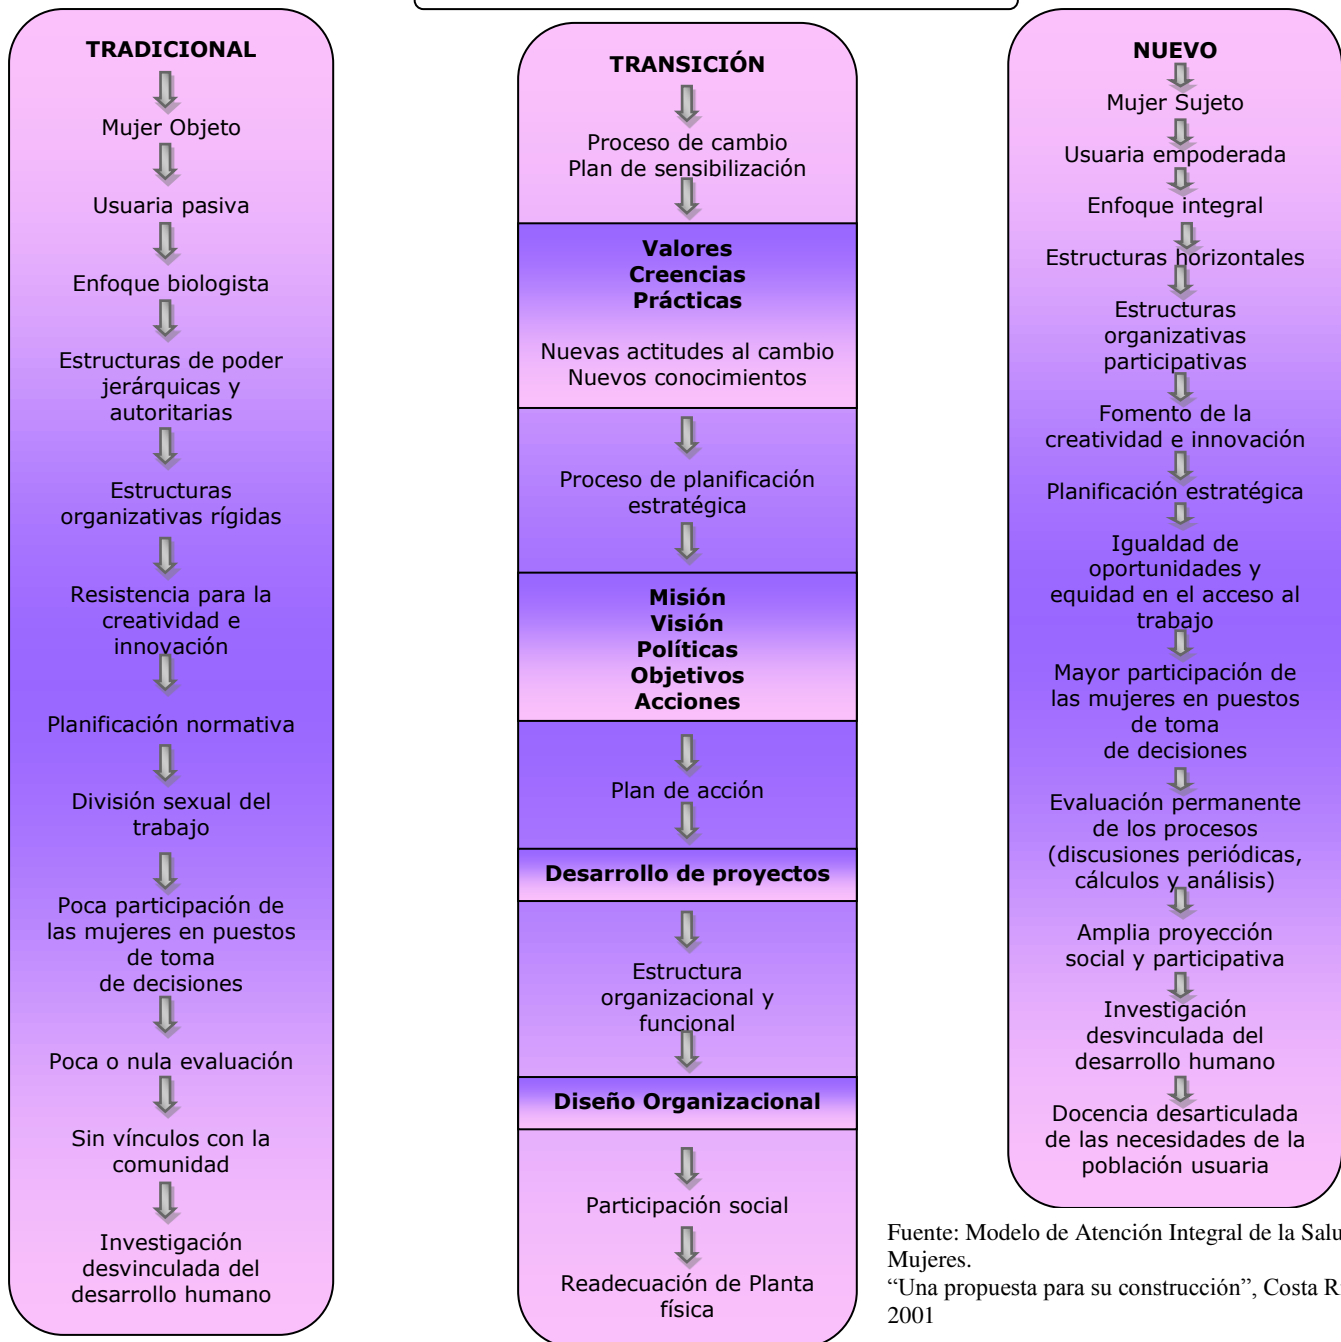 TRADICIONAL
Mujer Objeto
Usuaria pasiva
Enfoque biologista
Estructuras de poder
jerárquicas y
autoritarias
Estructuras
organizativas rígidas
Resistencia para la
creatividad e
innovación
Planificación normativa
División sexual del
trabajo
Poca participación de
las mujeres en puestos
de toma
de decisiones
Poca o nula evaluación
Sin vínculos con la
comunidad
Investigación
desvinculada del
desarrollo humano
TRANSICIÓN
Proceso de cambio
Plan de sensibilización
Valores
Creencias
Prácticas
Nuevas actitudes al cambio
Nuevos conocimientos
Proceso de planificación
estratégica
Misión
Visión
Políticas
Objetivos
Acciones
Plan de acción
Desarrollo de proyectos
Estructura
organizacional y
funcional
Diseño Organizacional
Participación social
Readecuación de Planta
física
NUEVO
Mujer Sujeto
Usuaria empoderada
Enfoque integral
Estructuras horizontales
Estructuras
organizativas
participativas
Fomento de la
creatividad e innovación
Planificación estratégica
Igualdad de
oportunidades y
equidad en el acceso al
trabajo
Mayor participación de
las mujeres en puestos
de toma
de decisiones
Evaluación permanente
de los procesos
(discusiones periódicas,
cálculos y análisis)
Amplia proyección
social y participativa
Investigación
desvinculada del
desarrollo humano
Docencia desarticulada
de las necesidades de la
población usuaria
Fuente: Modelo de Atención Integral de la Salu
Mujeres.
“Una propuesta para su construcción”, Costa R
2001